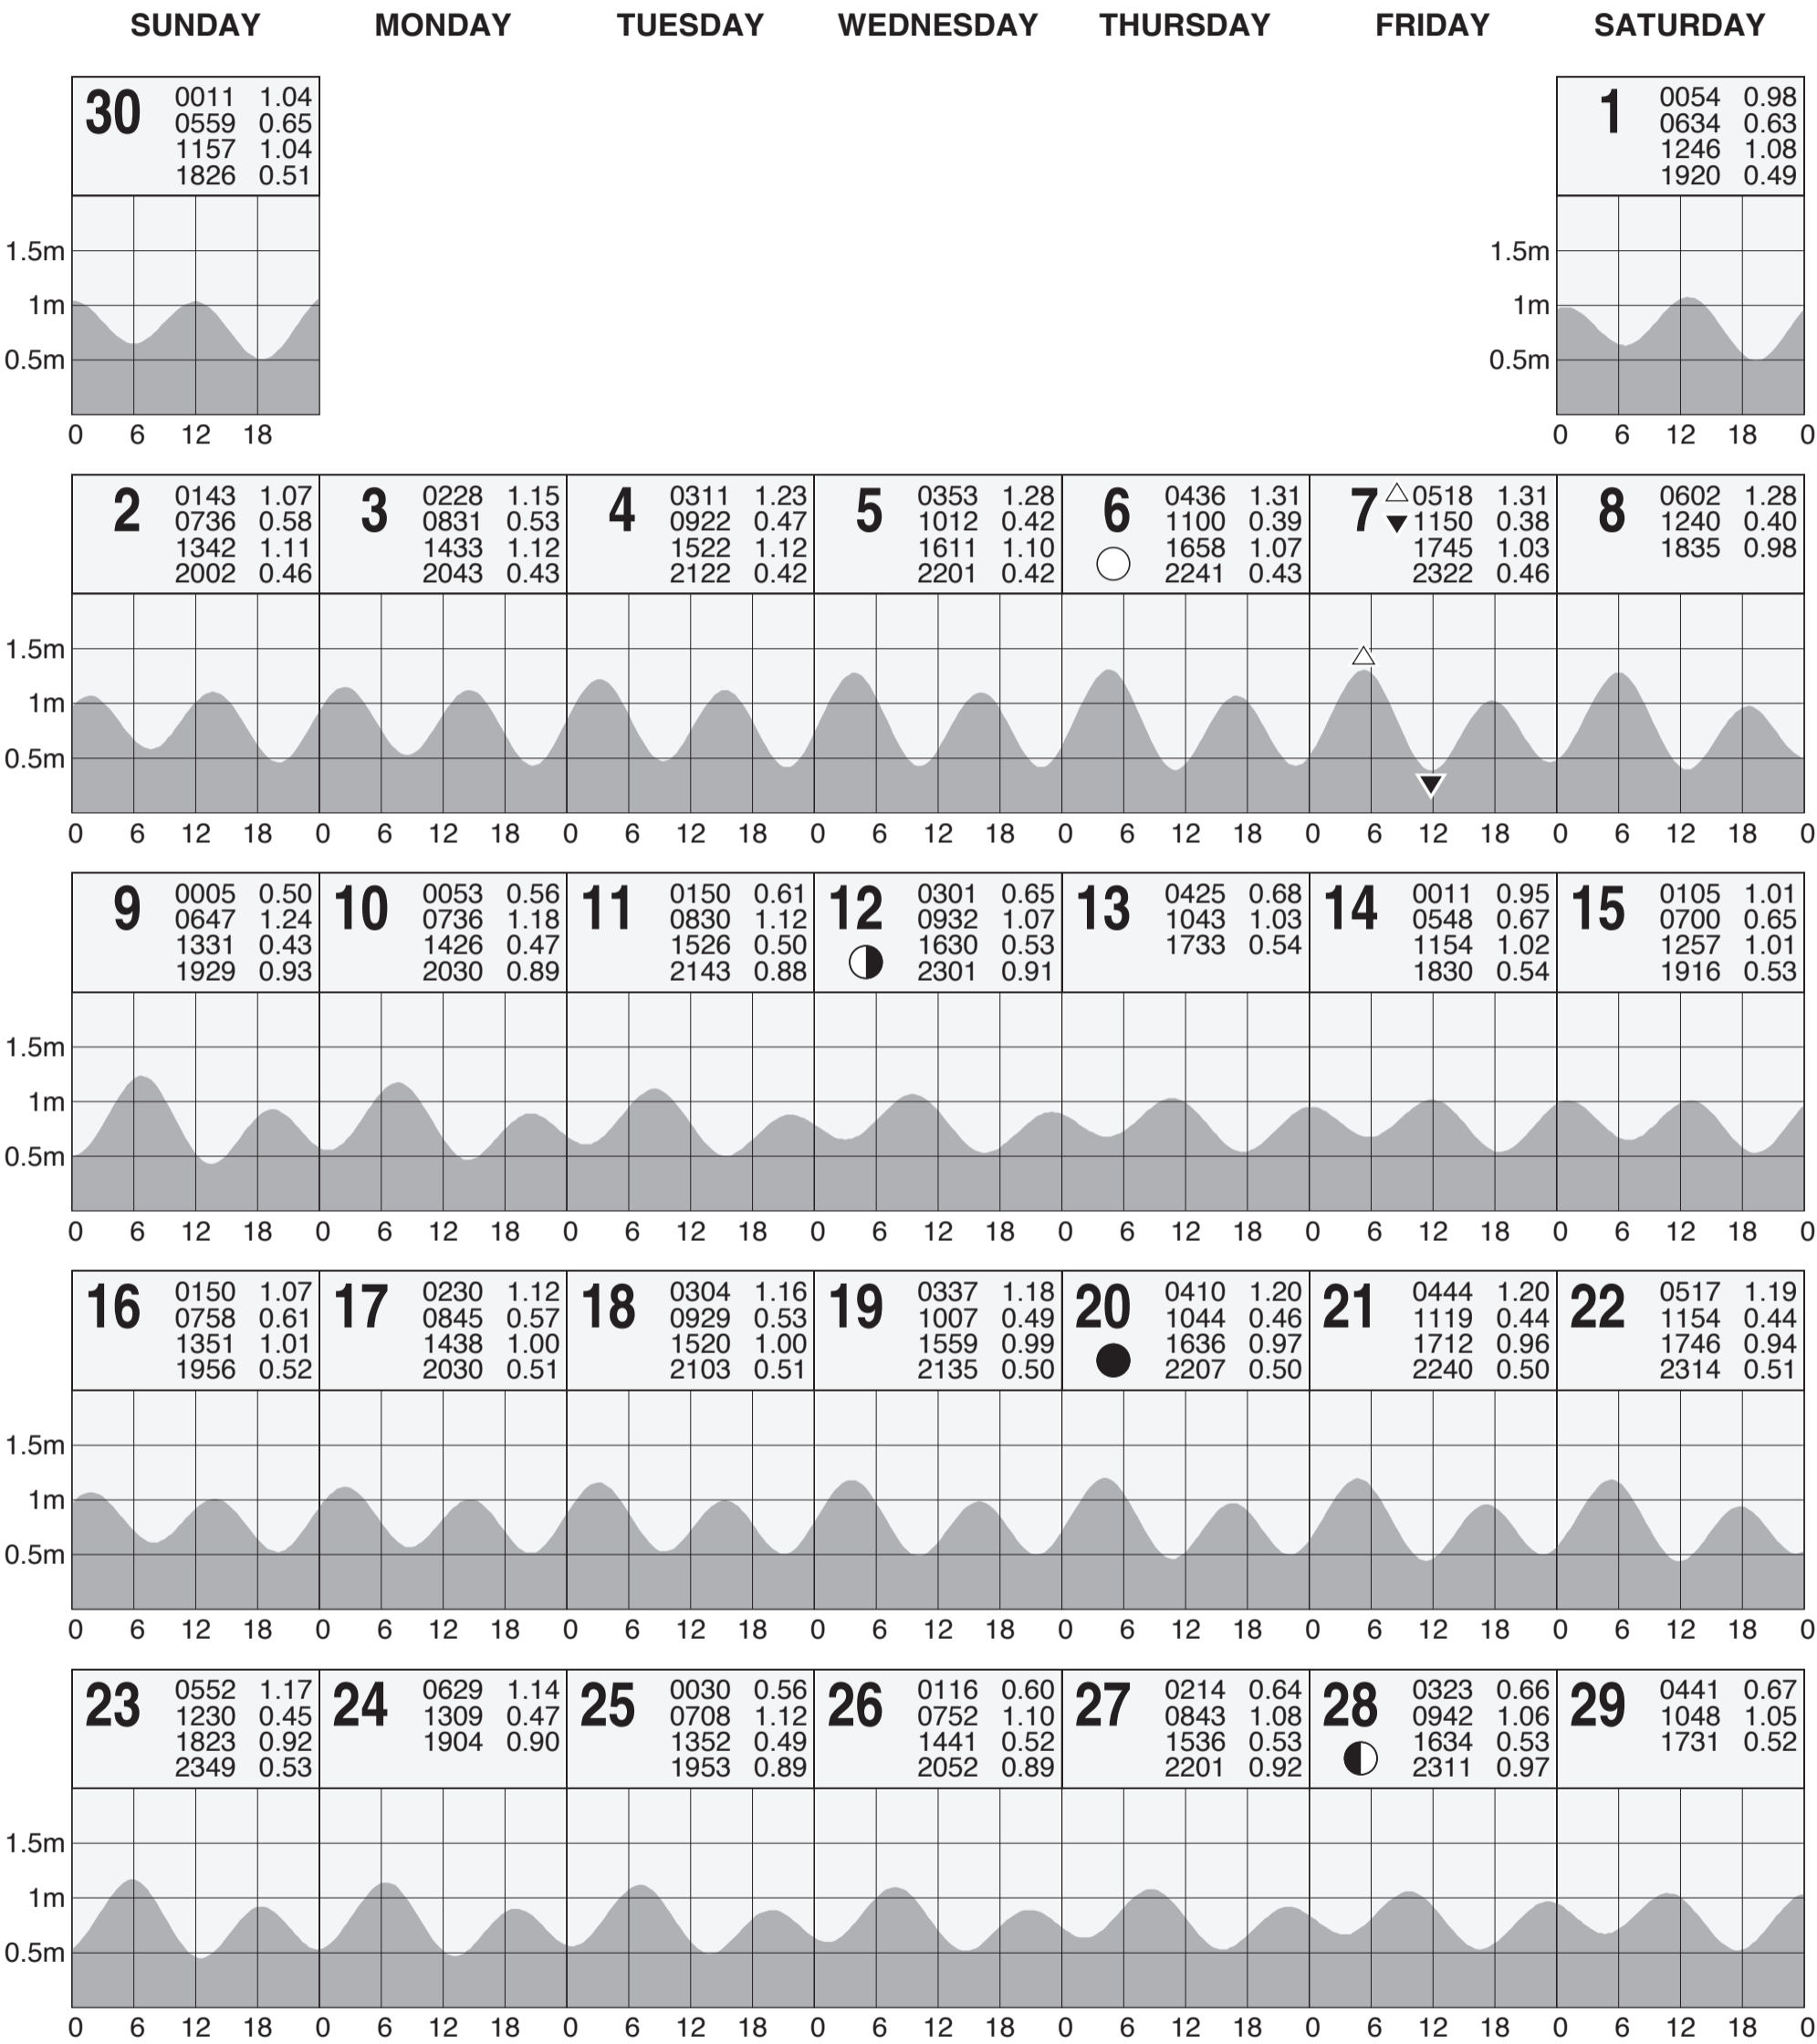 SUNDAY MONDAY TUESDAY WEDNESDAY THURSDAY FRIDAY SATURDAY
30 0011 1.04
0559 0.65
1157 1.04
1826 0.51
1 0054 0.98
0634 0.63
1246 1.08
1920 0.49
1.5m 1.5m
1m 1m
0.5m 0.5m
0 6 12 18 0 6 12 18 0
2 0143 1.07
0736 0.58
1342 1.11
2002 0.46
3 0228 1.15
0831 0.53
1433 1.12
2043 0.43
4 0311 1.23
0922 0.47
1522 1.12
2122 0.42
5 0353 1.28
1012 0.42
1611 1.10
2201 0.42
6 0436 1.31
1100 0.39
1658 1.07
2241 0.43
7 0518 1.31
1150 0.38
1745 1.03
2322 0.46
8 0602 1.28
1240 0.40
1835 0.98
1.5m
1m
0.5m
0 6 12 18 0 6 12 18 0 6 12 18 0 6 12 18 0 6 12 18 0 6 12 18 0 6 12 18 0
9 0005 0.50
0647 1.24
1331 0.43
1929 0.93
10 0053 0.56
0736 1.18
1426 0.47
2030 0.89
11 0150 0.61
0830 1.12
1526 0.50
2143 0.88
12 0301 0.65
0932 1.07
1630 0.53
2301 0.91
13 0425 0.68
1043 1.03
1733 0.54
14 0011 0.95
0548 0.67
1154 1.02
1830 0.54
15 0105 1.01
0700 0.65
1257 1.01
1916 0.53
1.5m
1m
0.5m
0 6 12 18 0 6 12 18 0 6 12 18 0 6 12 18 0 6 12 18 0 6 12 18 0 6 12 18 0
16 0150 1.07
0758 0.61
1351 1.01
1956 0.52
17 0230 1.12
0845 0.57
1438 1.00
2030 0.51
18 0304 1.16
0929 0.53
1520 1.00
2103 0.51
19 0337 1.18
1007 0.49
1559 0.99
2135 0.50
20 0410 1.20
1044 0.46
1636 0.97
2207 0.50
21 0444 1.20
1119 0.44
1712 0.96
2240 0.50
22 0517 1.19
1154 0.44
1746 0.94
2314 0.51
1.5m
1m
0.5m
0 6 12 18 0 6 12 18 0 6 12 18 0 6 12 18 0 6 12 18 0 6 12 18 0 6 12 18 0
23 0552 1.17
1230 0.45
1823 0.92
2349 0.53
24 0629 1.14
1309 0.47
1904 0.90
25 0030 0.56
0708 1.12
1352 0.49
1953 0.89
26 0116 0.60
0752 1.10
1441 0.52
2052 0.89
27 0214 0.64
0843 1.08
1536 0.53
2201 0.92
28 0323 0.66
0942 1.06
1634 0.53
2311 0.97
29 0441 0.67
1048 1.05
1731 0.52
1.5m
1m
0.5m
0 6 12 18 0 6 12 18 0 6 12 18 0 6 12 18 0 6 12 18 0 6 12 18 0 6 12 18 0